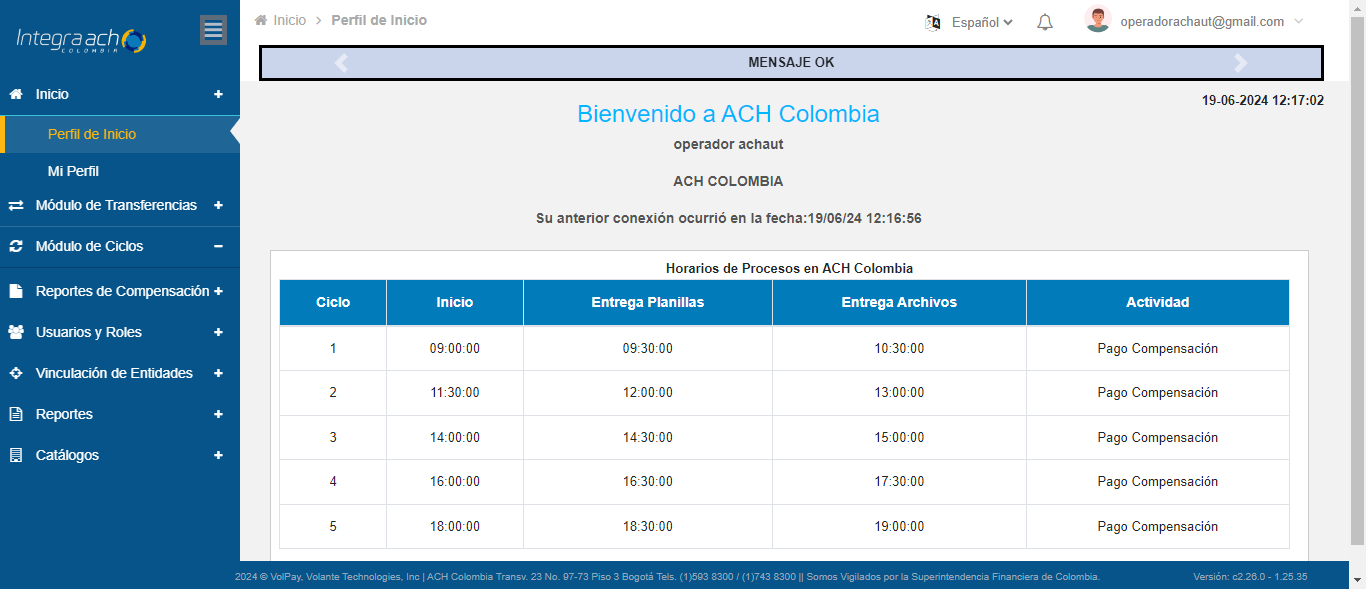 Integra ach
COLOMBIA
Inicio
Perfil de Inicio
Mi Perfil
Módulo de Transferencias
Módulo de Ciclos
Reportes de Compensación
Usuarios y Roles
Vinculación de Entidades
Reportes
Catálogos
Inicio > Perfil de Inicio
Español
operadorachaut@gmail.com
MENSAJE OK
19-06-2024 12:17:02
Bienvenido a ACH Colombia
operador achaut
ACH COLOMBIA
Su anterior conexión ocurrió en la fecha:19/06/24 12:16:56
Horarios de Procesos en ACH Colombia
Ciclo Inicio Entrega Planillas Entrega Archivos Actividad
1 09:00:00 09:30:00 10:30:00 Pago Compensación
2 11:30:00 12:00:00 13:00:00 Pago Compensación
3 14:00:00 14:30:00 15:00:00 Pago Compensación
4 16:00:00 16:30:00 17:30:00 Pago Compensación
5 18:00:00 18:30:00 19:00:00 Pago Compensación
2024 © VolPay, Volante Technologies, Inc | ACH Colombia Transv. 23 No. 97-73 Piso 3 Bogotá Tels. (1)593 8300 / (1)743 8300 || Somos Vigilados por la Superintendencia Financiera de Colombia.
Versión: c2.26.0 - 1.25.35